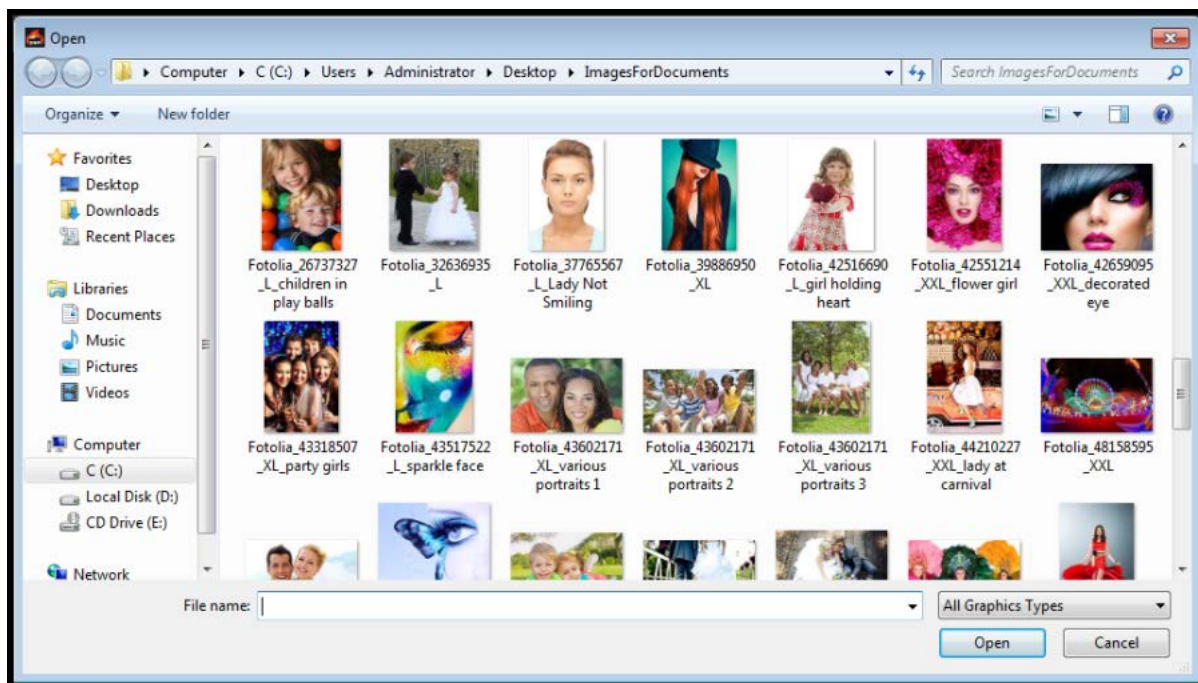 Open
Computer ▸ C (C:) ▸ Users ▸ Administrator ▸ Desktop ▸ ImagesForDocuments
Search ImagesForDocuments
Organize
New folder
Favorites
Desktop
Downloads
Recent Places
Libraries
Documents
Music
Pictures
Videos
Computer
C (C:)
Local Disk (D:)
CD Drive (E:)
Network
Fotolia_26737327
_L_children in
play balls
Fotolia_32636935
_L
Fotolia_37765567
_L_Lady Not
Smiling
Fotolia_39886950
_XL
Fotolia_42516690
_L_girl holding
heart
Fotolia_42551214
_XXL_flower girl
Fotolia_42659095
_XXL_decorated
eye
Fotolia_43318507
_XL_party girls
Fotolia_43517522
_L_sparkle face
Fotolia_43602171
_XL_various
portraits 1
Fotolia_43602171
_XL_various
portraits 2
Fotolia_43602171
_XL_various
portraits 3
Fotolia_44210227
_XXL_lady at
carnival
Fotolia_48158595
_XXL
File name:
All Graphics Types
Open
Cancel